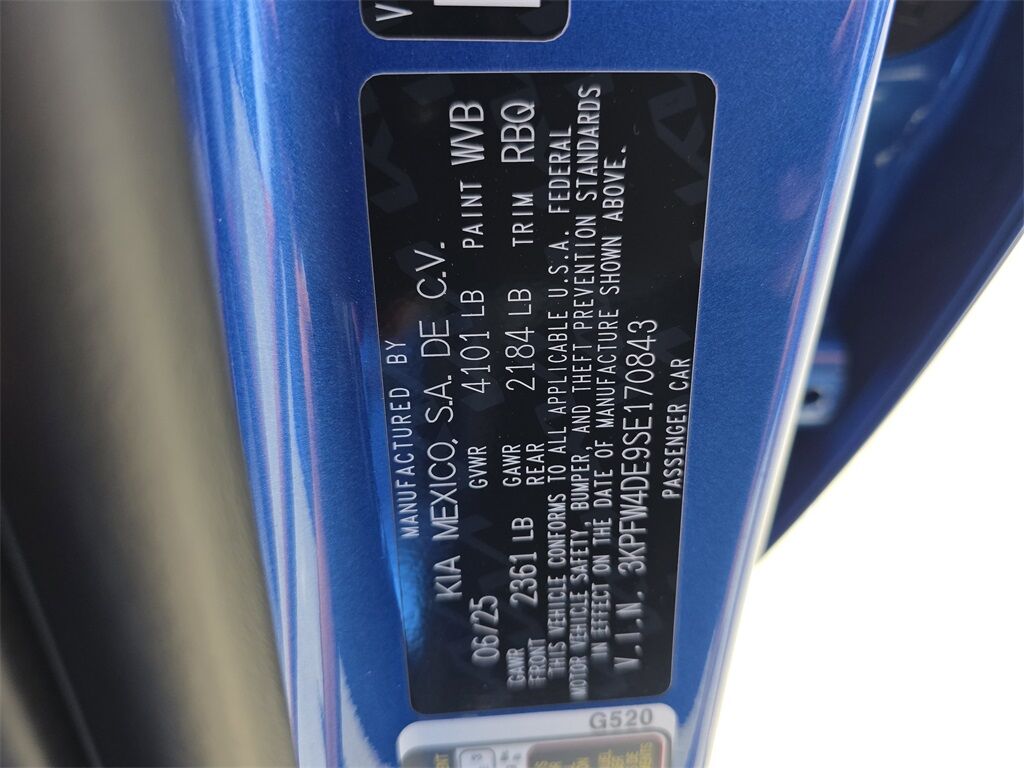 V
MANUFACTURED BY
KIA MEXICO, S.A. DE C.V.
06/25 GVWR 4101 LB PAINT WVB
GAWR FRONT 2361 LB GAWR REAR 2184 LB TRIM RBQ
THIS VEHICLE CONFORMS TO ALL APPLICABLE U.S.A. FEDERAL
MOTOR VEHICLE SAFETY, BUMPER, AND THEFT PREVENTION STANDARDS
IN EFFECT ON THE DATE OF MANUFACTURE SHOWN ABOVE.
V.I.N. 3KPFW4DE9SE170843
PASSENGER CAR
G520